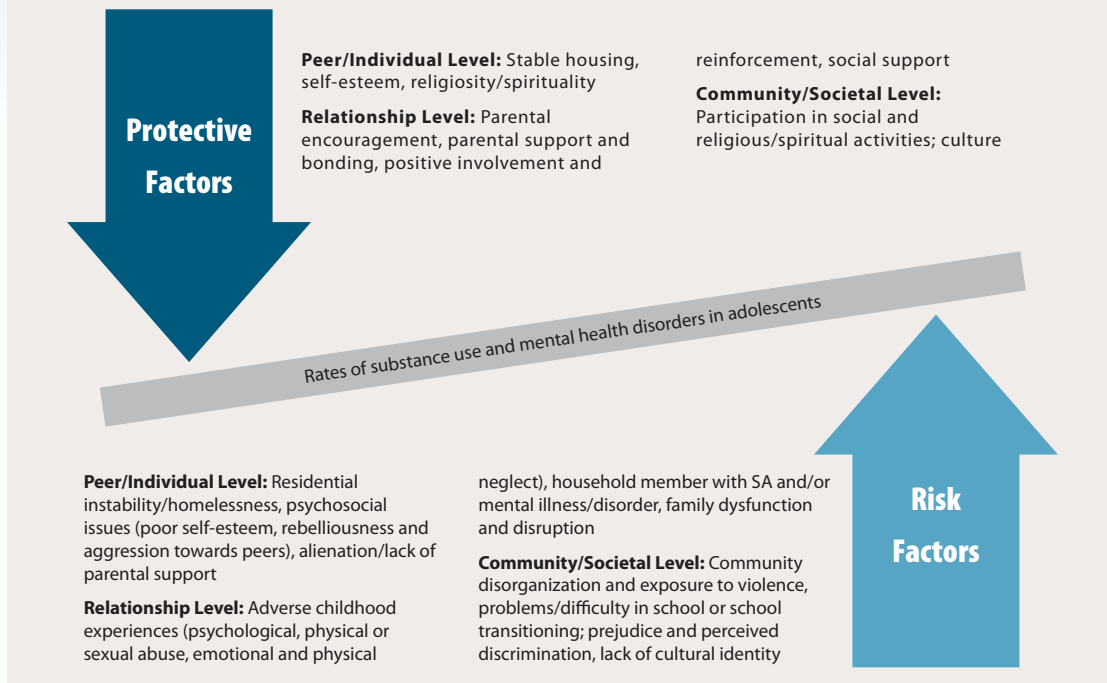 Protective
Factors
Peer/Individual Level: Stable housing,
self-esteem, religiosity/spirituality
Relationship Level: Parental
encouragement, parental support and
bonding, positive involvement and
reinforcement, social support
Community/Societal Level:
Participation in social and
religious/spiritual activities; culture
Rates of substance use and mental health disorders in adolescents
Peer/Individual Level: Residential
instability/homelessness, psychosocial
issues (poor self-esteem, rebelliousness and
aggression towards peers), alienation/lack of
parental support
Relationship Level: Adverse childhood
experiences (psychological, physical or
sexual abuse, emotional and physical
neglect), household member with SA and/or
mental illness/disorder, family dysfunction
and disruption
Community/Societal Level: Community
disorganization and exposure to violence,
problems/difficulty in school or school
transitioning; prejudice and perceived
discrimination, lack of cultural identity
Risk
Factors